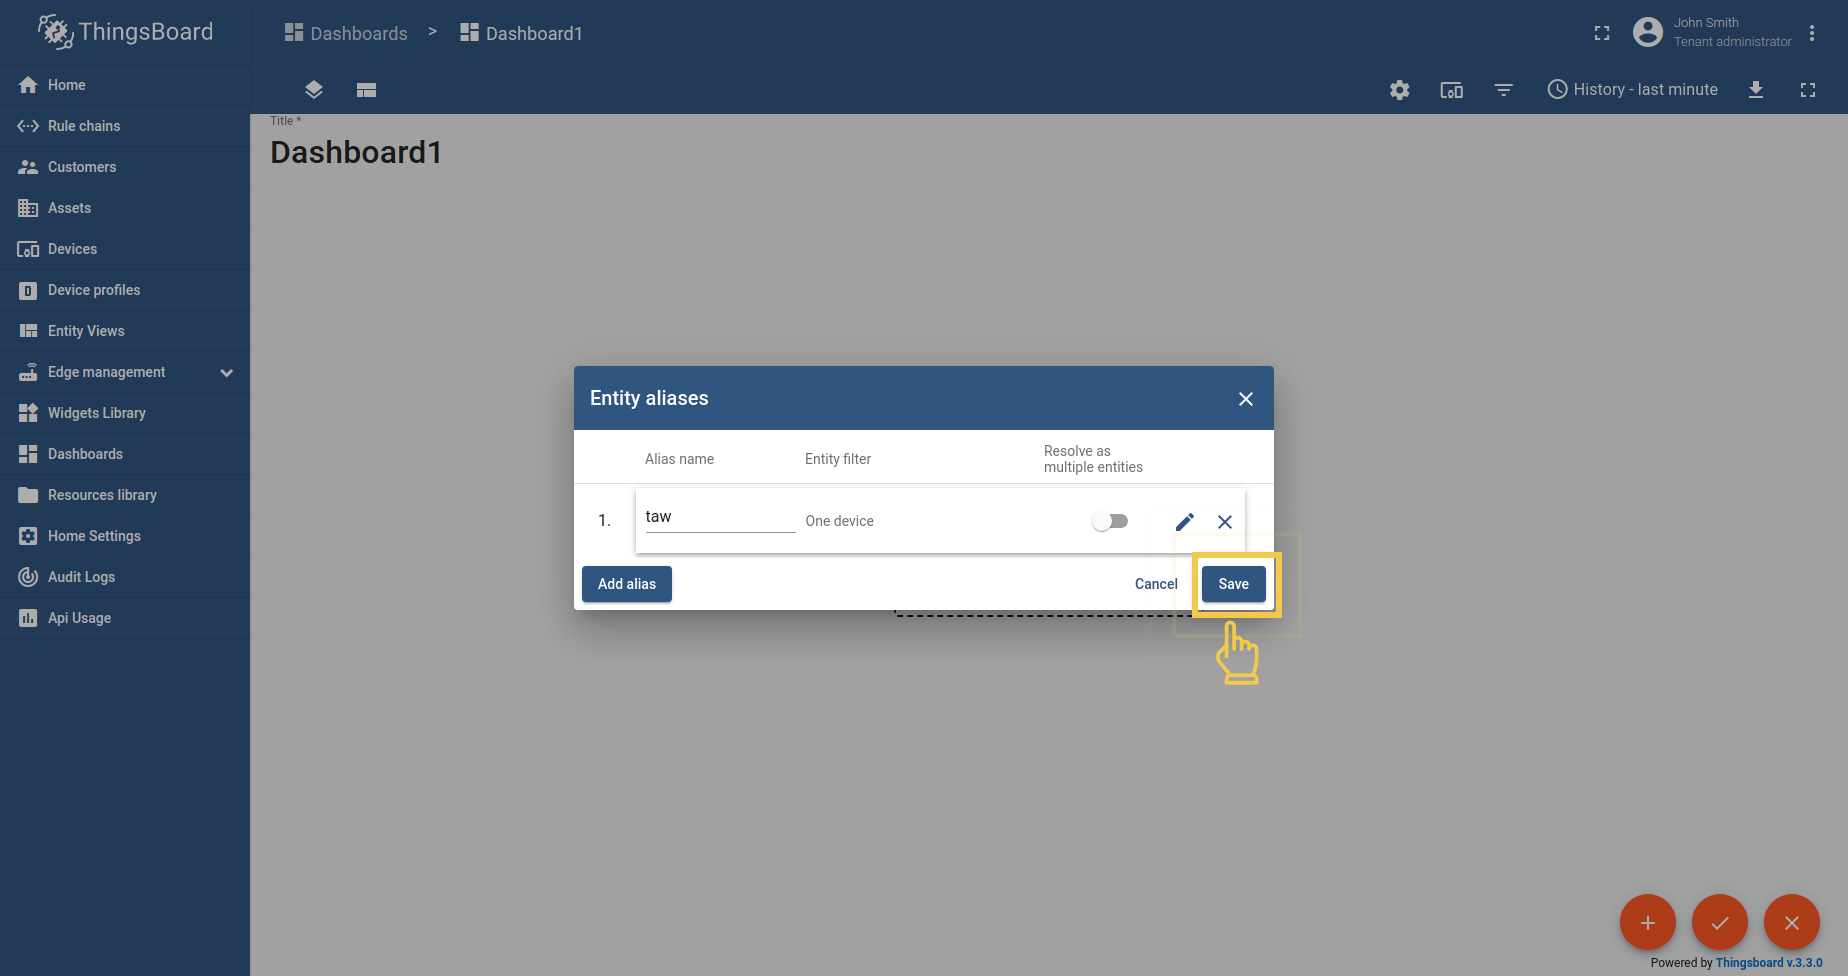 ThingsBoard
Dashboards > Dashboard1
John Smith
Tenant administrator
History - last minute
Home
Rule chains
Customers
Assets
Devices
Device profiles
Entity Views
Edge management
Widgets Library
Dashboards
Resources library
Home Settings
Audit Logs
Api Usage
Title *
Dashboard1
Entity aliases
Alias name
Entity filter
Resolve as
multiple entities
1. taw One device
Add alias
Cancel
Save
Powered by Thingsboard v.3.3.0